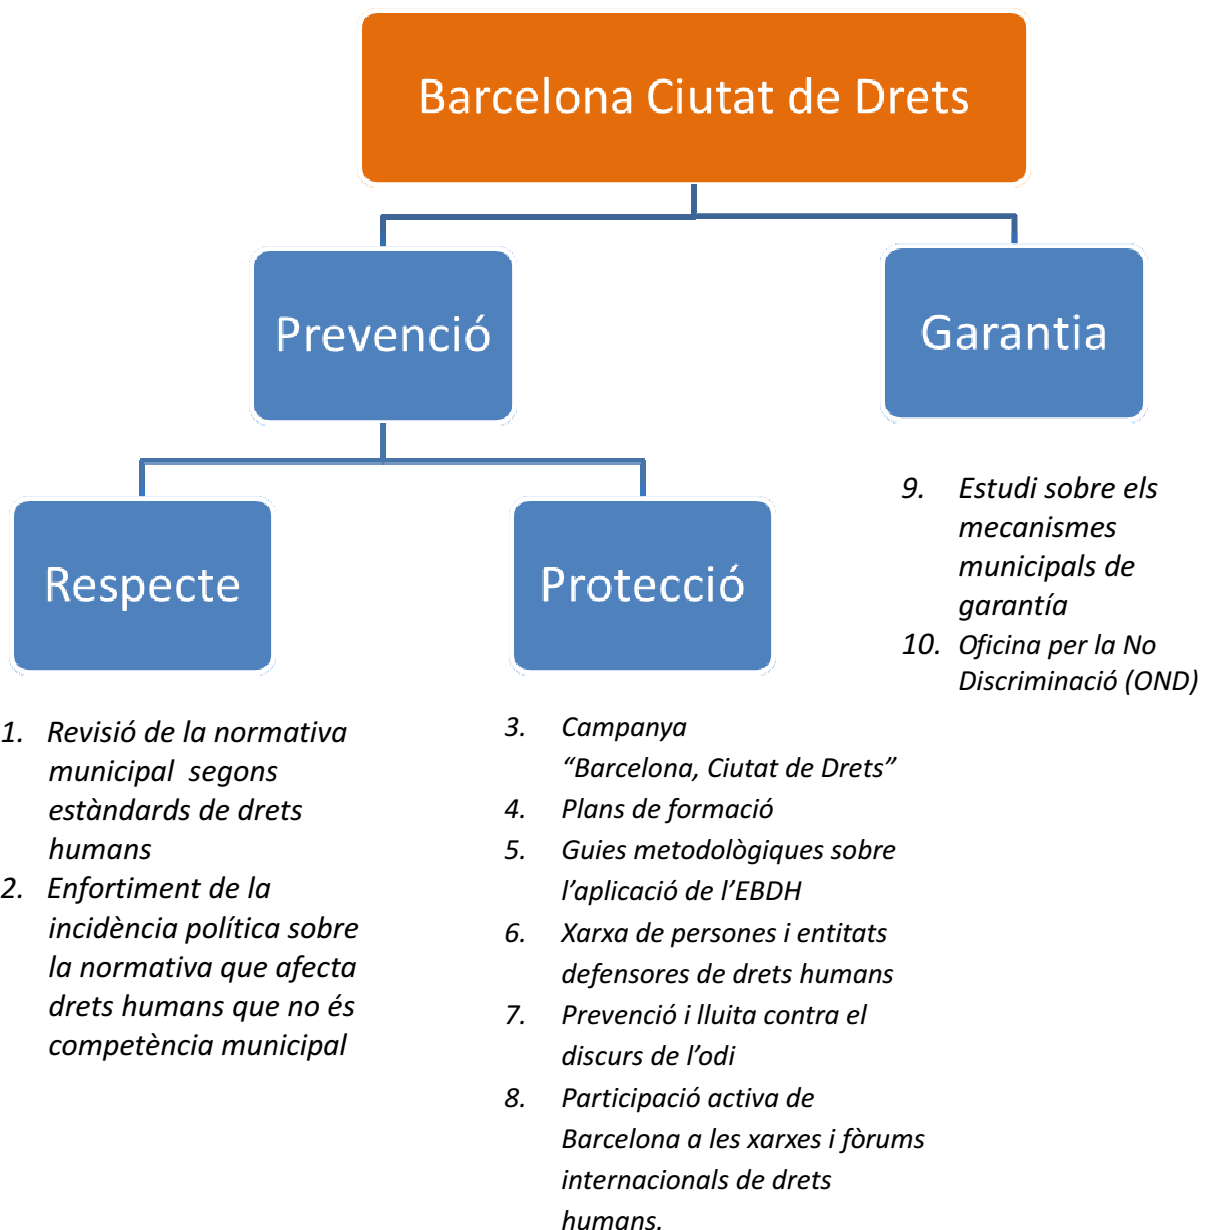 Barcelona Ciutat de Drets
Prevenció
Garantia
Respecte
Protecció
1. Revisió de la normativa
municipal segons
estàndards de drets
humans
2. Enfortiment de la
incidència política sobre
la normativa que afecta
drets humans que no és
competència municipal
3. Campanya
“Barcelona, Ciutat de Drets”
4. Plans de formació
5. Guies metodològiques sobre
l’aplicació de l’EBDH
6. Xarxa de persones i entitats
defensores de drets humans
7. Prevenció i lluita contra el
discurs de l’odi
8. Participació activa de
Barcelona a les xarxes i fòrums
internacionals de drets
humans.
9. Estudi sobre els
mecanismes
municipals de
garantía
10. Oficina per la No
Discriminació (OND)